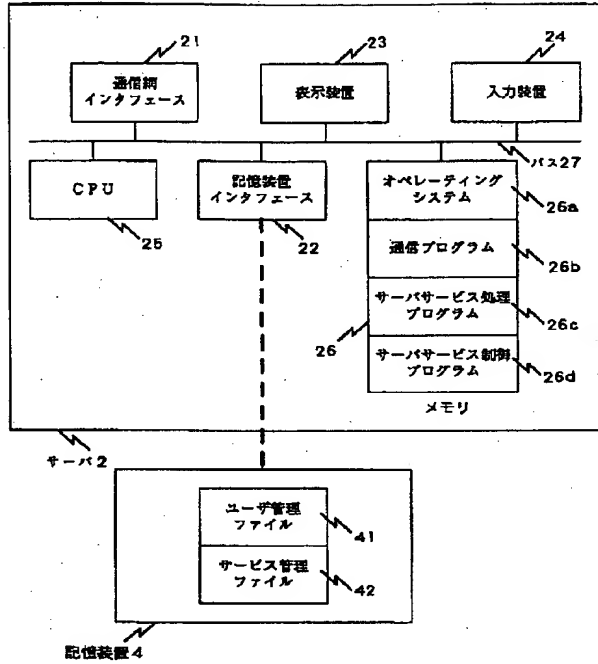 21
23
24
通信網
インタフェース
表示装置
入力装置
バス27
CPU
記憶装置
インタフェース
オペレーティング
システム
26a
25
22
通信プログラム
26b
サーバサービス処理
プログラム
26c
26
サーバサービス制御
プログラム
26d
メモリ
サーバ2
ユーザ管理
ファイル
41
サービス管理
ファイル
42
記憶装置4